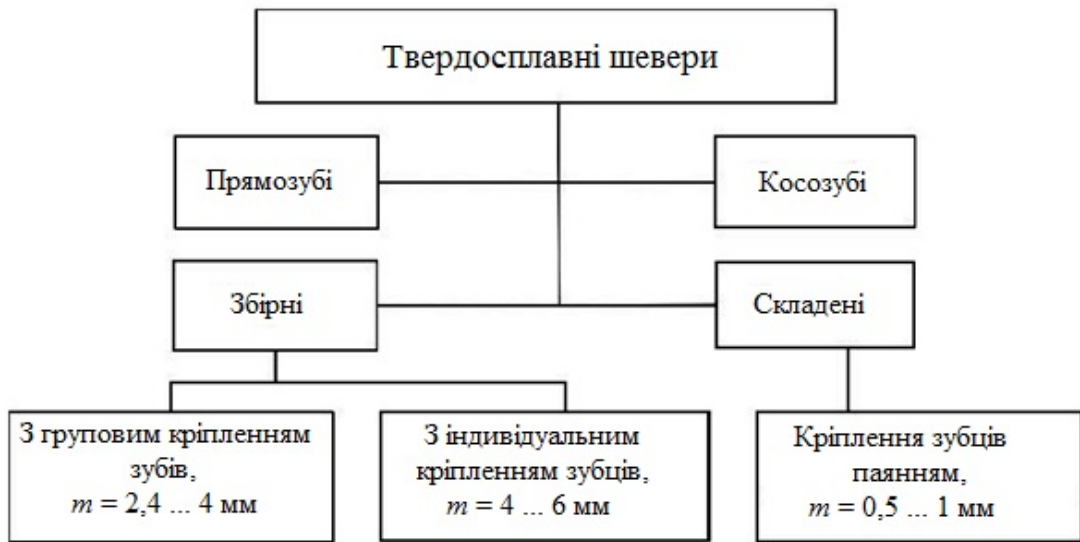 Твердосплавні шевери
Прямозубі
Косозубі
Збірні
Складені
З груповим кріпленням
зубів,
m = 2,4 ... 4 мм
З індивідуальним
кріпленням зубців,
m = 4 ... 6 мм
Кріплення зубців
паянням,
m = 0,5 ... 1 мм